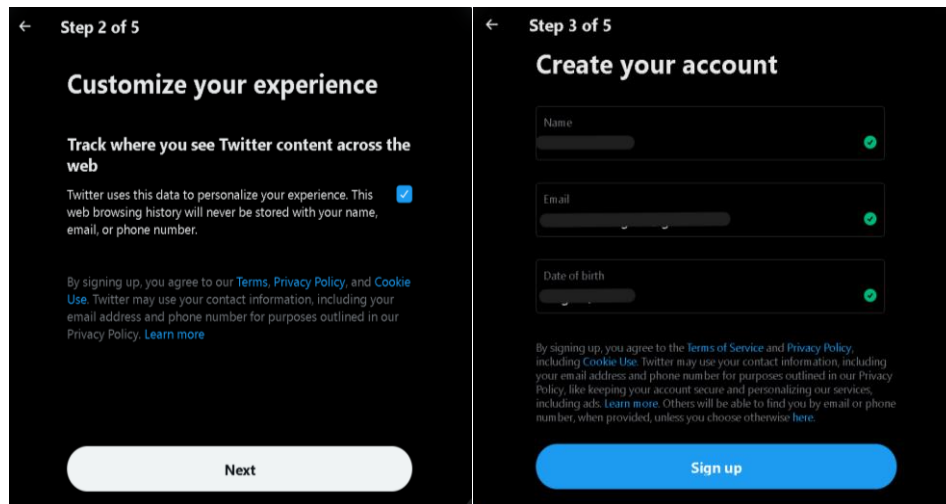 Step 2 of 5
Customize your experience
Track where you see Twitter content across the
web
Twitter uses this data to personalize your experience. This
web browsing history will never be stored with your name,
email, or phone number.
By signing up, you agree to our Terms, Privacy Policy, and Cookie
Use. Twitter may use your contact information, including your
email address and phone number for purposes outlined in our
Privacy Policy. Learn more
Next
Step 3 of 5
Create your account
Name
Email
Date of birth
By signing up, you agree to the Terms of Service and Privacy Policy,
including Cookie Use. Twitter may use your contact information, including
your email address and phone number for purposes outlined in our Privacy
Policy, like keeping your account secure and personalizing our services,
including ads. Learn more. Others will be able to find you by email or phone
number, when provided, unless you choose otherwise here.
Sign up